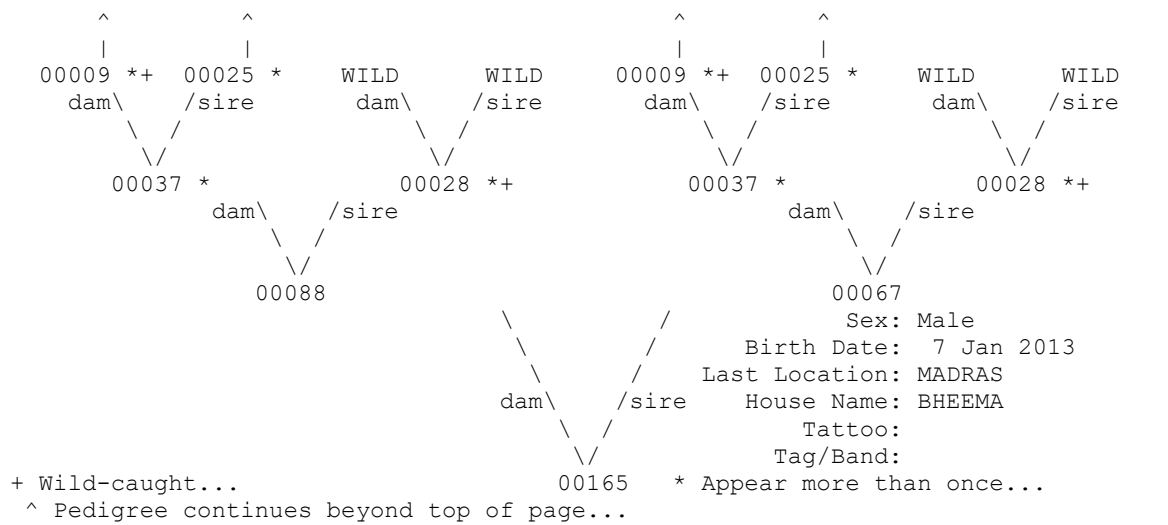 ^         ^                             ^         ^
      |         |                             |         |
  00009 *+  00025 *    WILD      WILD     00009 *+  00025 *    WILD      WILD
    dam\    /sire       dam\    /sire       dam\    /sire       dam\    /sire
        \  /                \  /                \  /                \  /
         \/                  \/                  \/                  \/
       00037 *             00028 *+            00037 *             00028 *+
              dam\    /sire                           dam\    /sire
                  \  /                                    \  /
                   \/                                      \/
                 00088                                   00067
                                  \          /            Sex: Male
                                   \        /      Birth Date:  7 Jan 2013
                                    \      /    Last Location: MADRAS
                                  dam\    /sire    House Name: BHEEMA
                                      \  /             Tattoo:
                                       \/            Tag/Band:
+ Wild-caught...                      00165   * Appear more than once...
 ^ Pedigree continues beyond top of page...